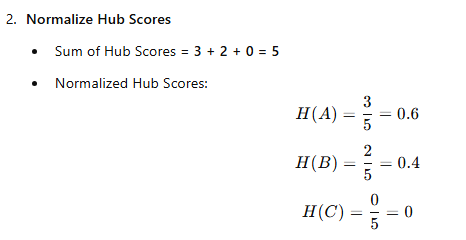 2. Normalize Hub Scores
• Sum of Hub Scores = 3 + 2 + 0 = 5
• Normalized Hub Scores:
H(A) = 3/5 = 0.6
H(B) = 2/5 = 0.4
H(C) = 0/5 = 0